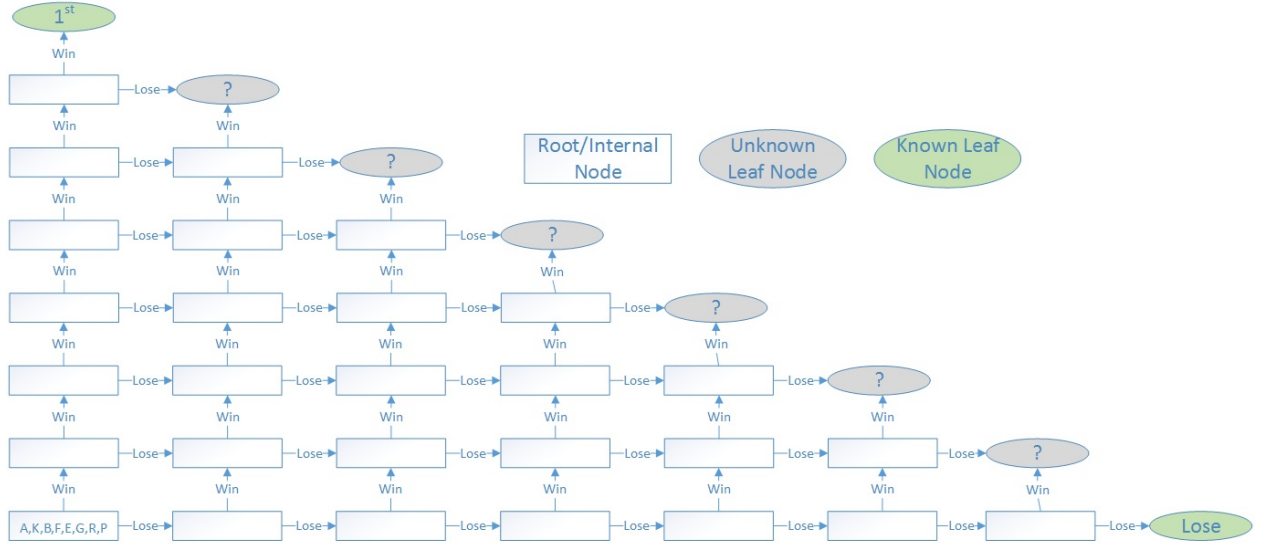 1st
Win
Lose ?
Win Win
Lose Lose ?
Win Win Win
Lose Lose Lose ?
Win Win Win Win
Lose Lose Lose Lose ?
Win Win Win Win Win
Lose Lose Lose Lose Lose ?
Win Win Win Win Win Win
Lose Lose Lose Lose Lose Lose ?
Win Win Win Win Win Win Win
A,K,B,F,E,G,R,P Lose Lose Lose Lose Lose Lose Lose Lose
Root/Internal
Node
Unknown
Leaf Node
Known Leaf
Node